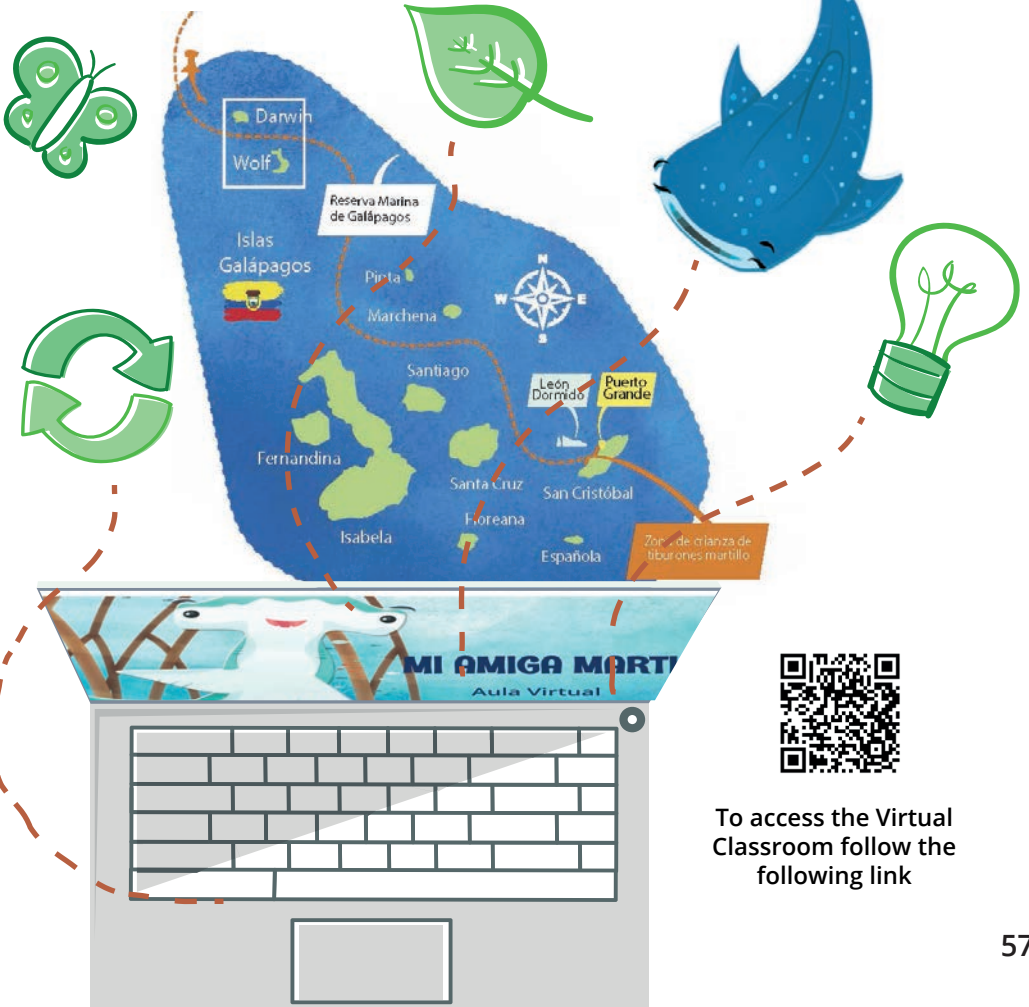 Darwin
Wolf
Reserva Marina
de Galápagos
Islas
Galápagos
Pinta
Marchena
N
W
E
S
Santiago
León
Dormido
Puerto
Grande
Fernandina
Santa Cruz
San Cristóbal
Floreana
Isabela
Española
Zona de crianza de
tiburones martillo
MI AMIGA MARTI
Aula Virtual
To access the Virtual
Classroom follow the
following link
57